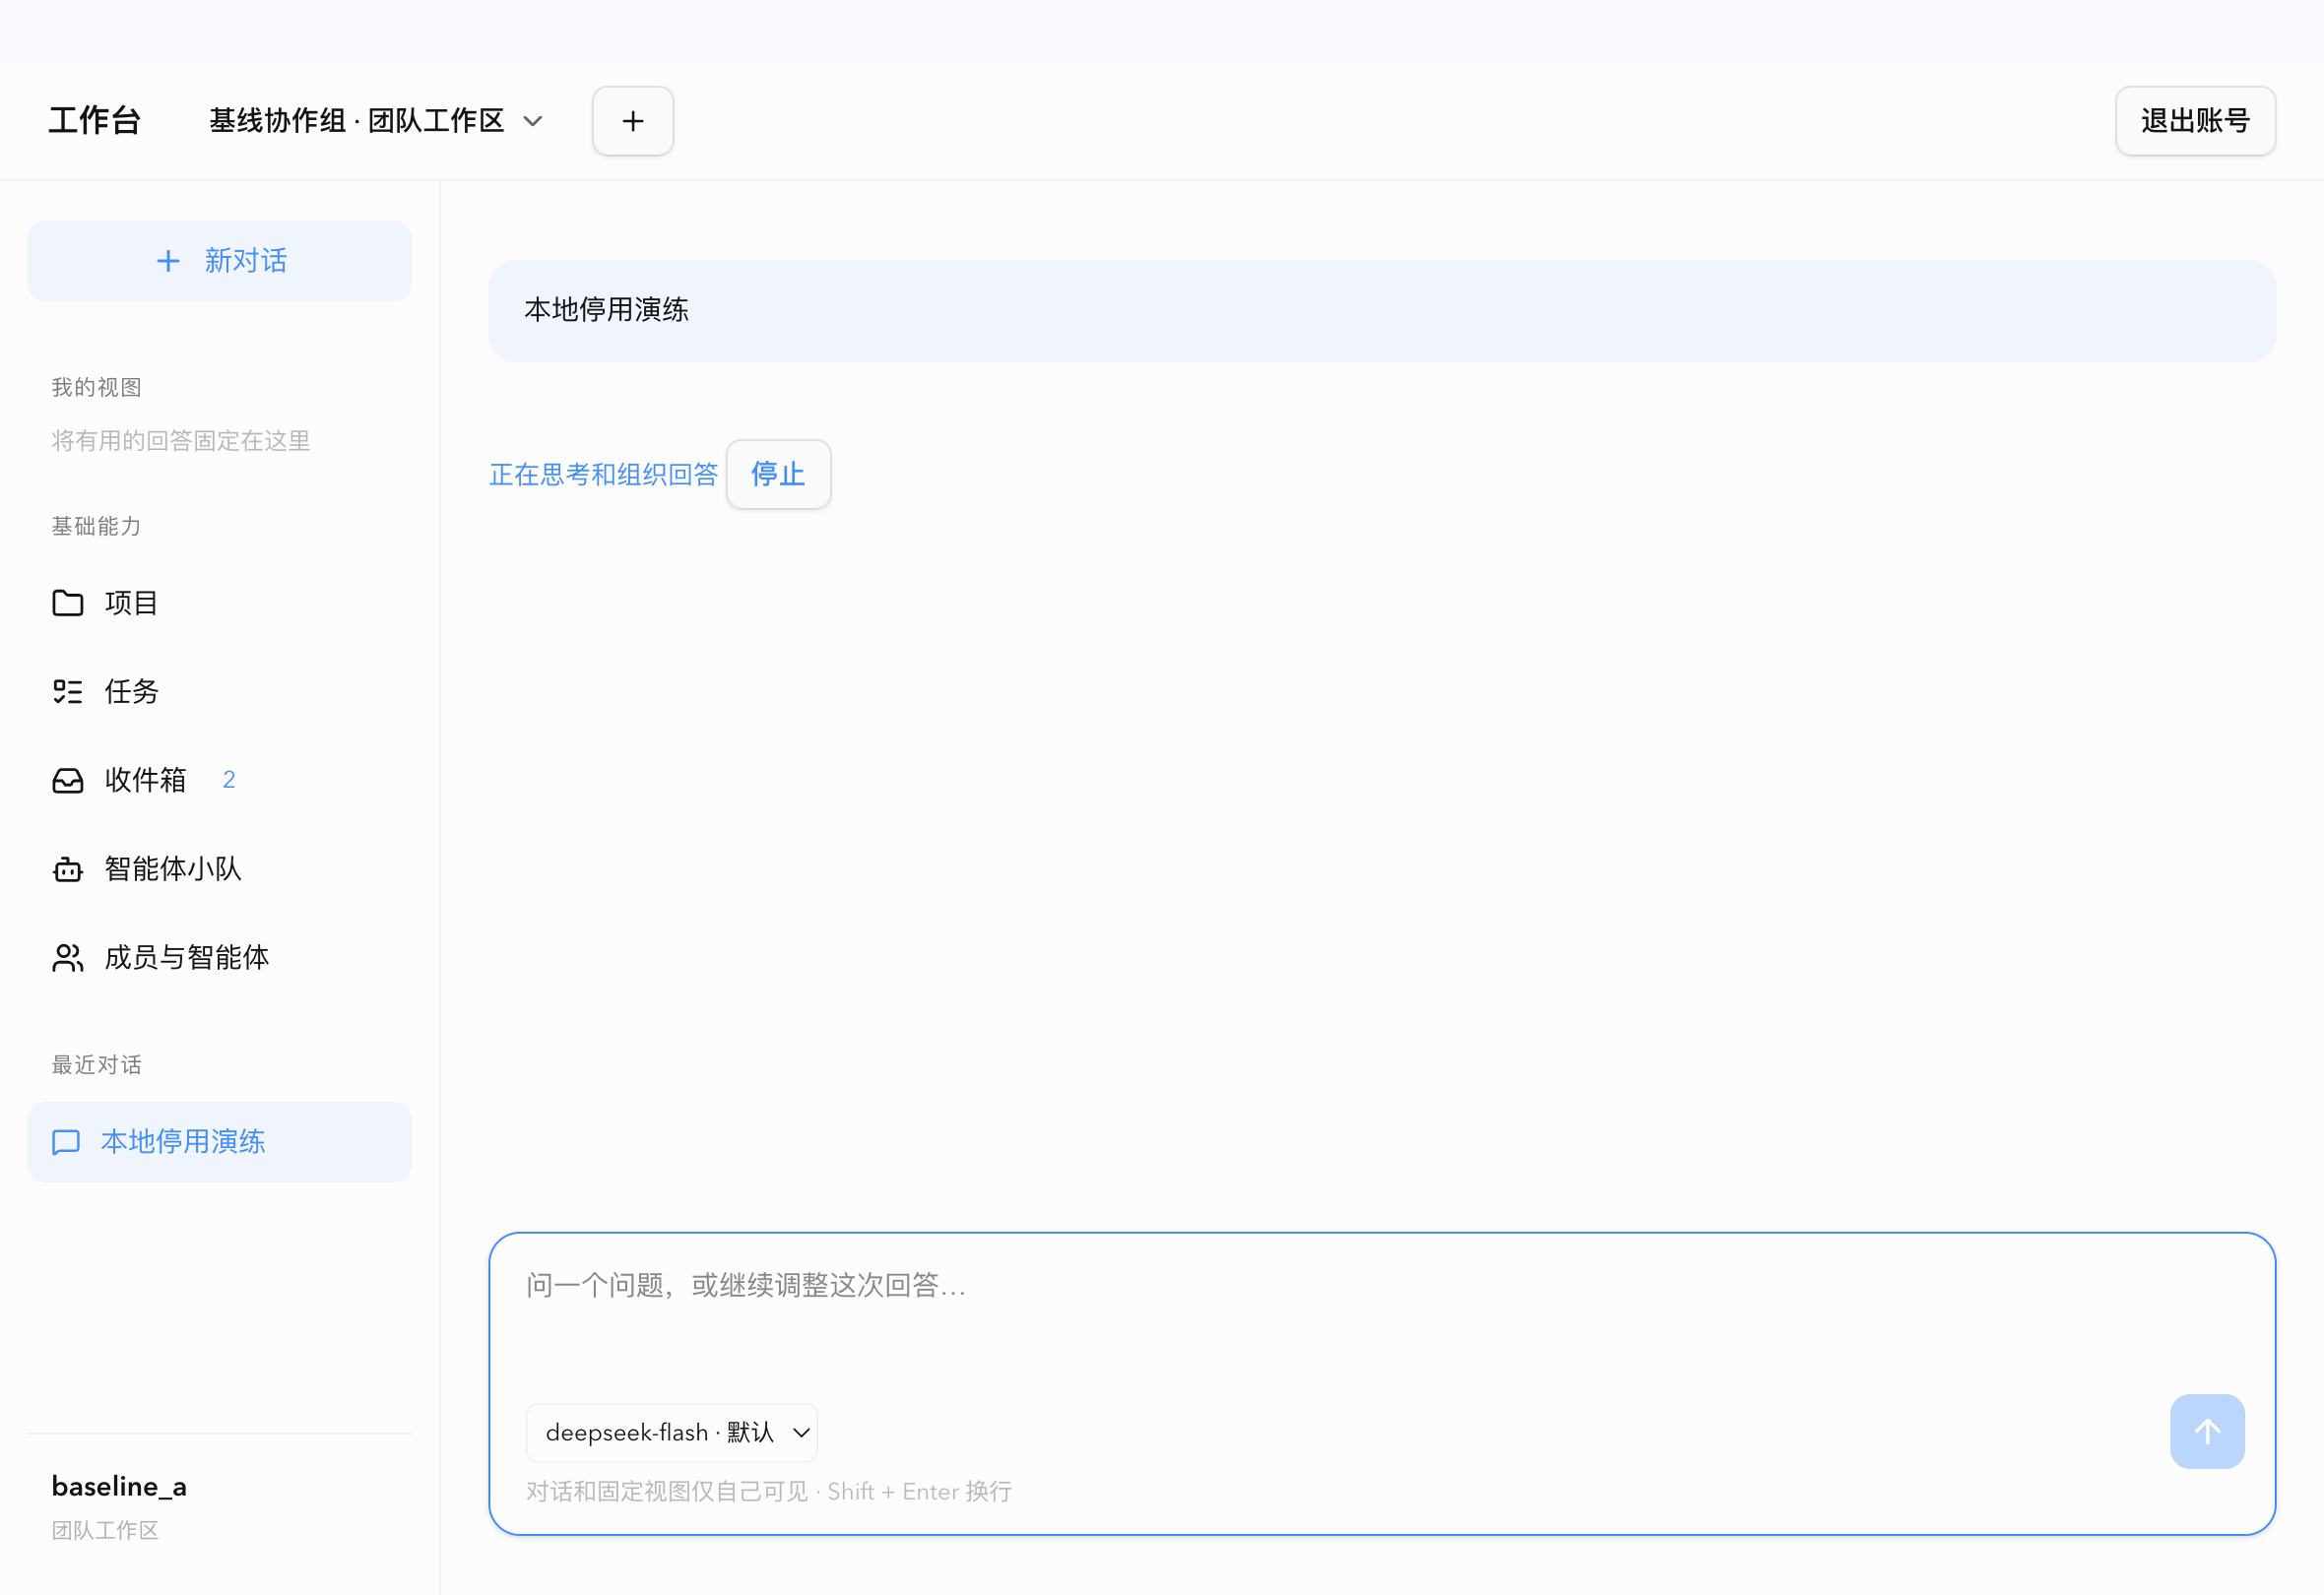 工作台
基线协作组 · 团队工作区
退出账号
新对话
我的视图
将有用的回答固定在这里
基础能力
项目
任务
收件箱 2
智能体小队
成员与智能体
最近对话
本地停用演练
baseline_a
团队工作区
本地停用演练
正在思考和组织回答 停止
问一个问题，或继续调整这次回答...
deepseek-flash · 默认
对话和固定视图仅自己可见 · Shift + Enter 换行